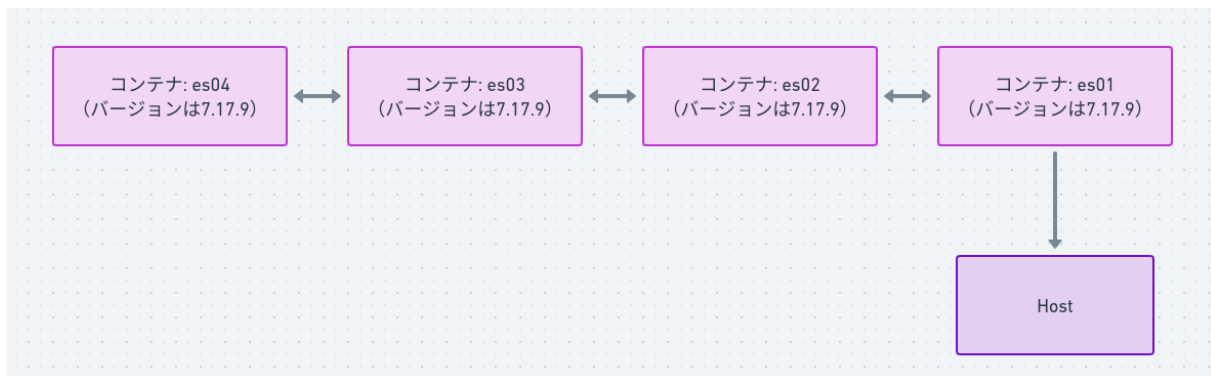 コンテナ: es04
（バージョンは7.17.9）
コンテナ: es03
（バージョンは7.17.9）
コンテナ: es02
（バージョンは7.17.9）
コンテナ: es01
（バージョンは7.17.9）
Host